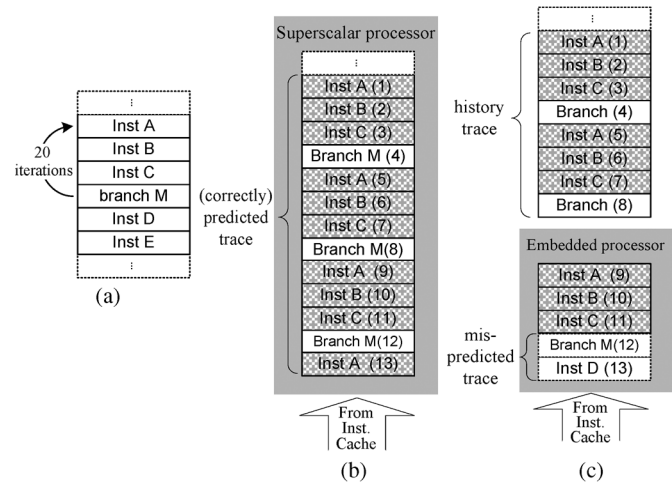 ⋮
Inst A
Inst B
Inst C
branch M
Inst D
Inst E
⋮
20
iterations
(a)
Superscalar processor
⋮
Inst A (1)
Inst B (2)
Inst C (3)
Branch M (4)
Inst A (5)
Inst B (6)
Inst C (7)
Branch M(8)
Inst A (9)
Inst B (10)
Inst C (11)
Branch M(12)
Inst A (13)
(correctly)
predicted
trace
From
Inst.
Cache
(b)
⋮
Inst A (1)
Inst B (2)
Inst C (3)
Branch (4)
Inst A (5)
Inst B (6)
Inst C (7)
Branch (8)
history
trace
Embedded processor
Inst A (9)
Inst B (10)
Inst C (11)
Branch M(12)
Inst D (13)
mis-
predicted
trace
From
Inst.
Cache
(c)